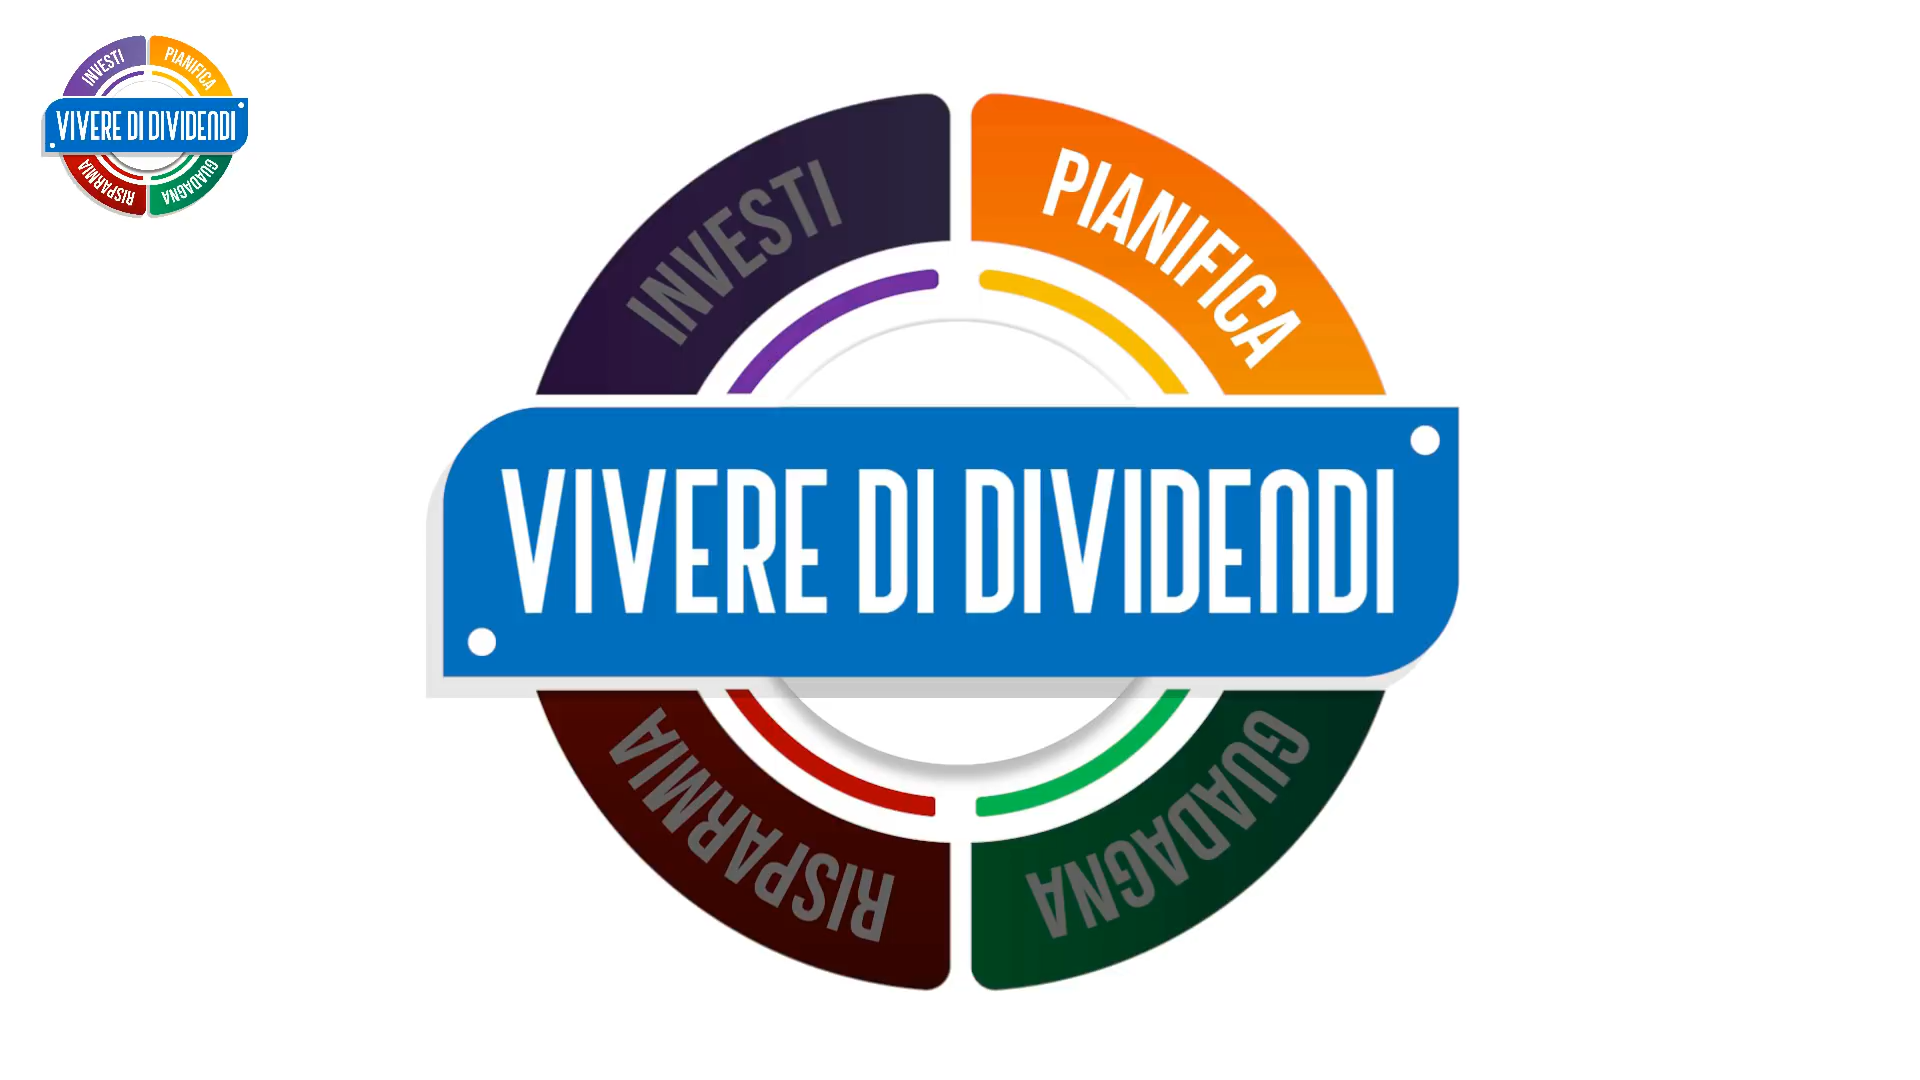 INVESTI
PIANIFICA
VIVERE DI DIVIDENDI
RISPARMIA
GUADAGNA
INVESTI
PIANIFICA
VIVERE DI DIVIDENDI
RISPARMIA
GUADAGNA